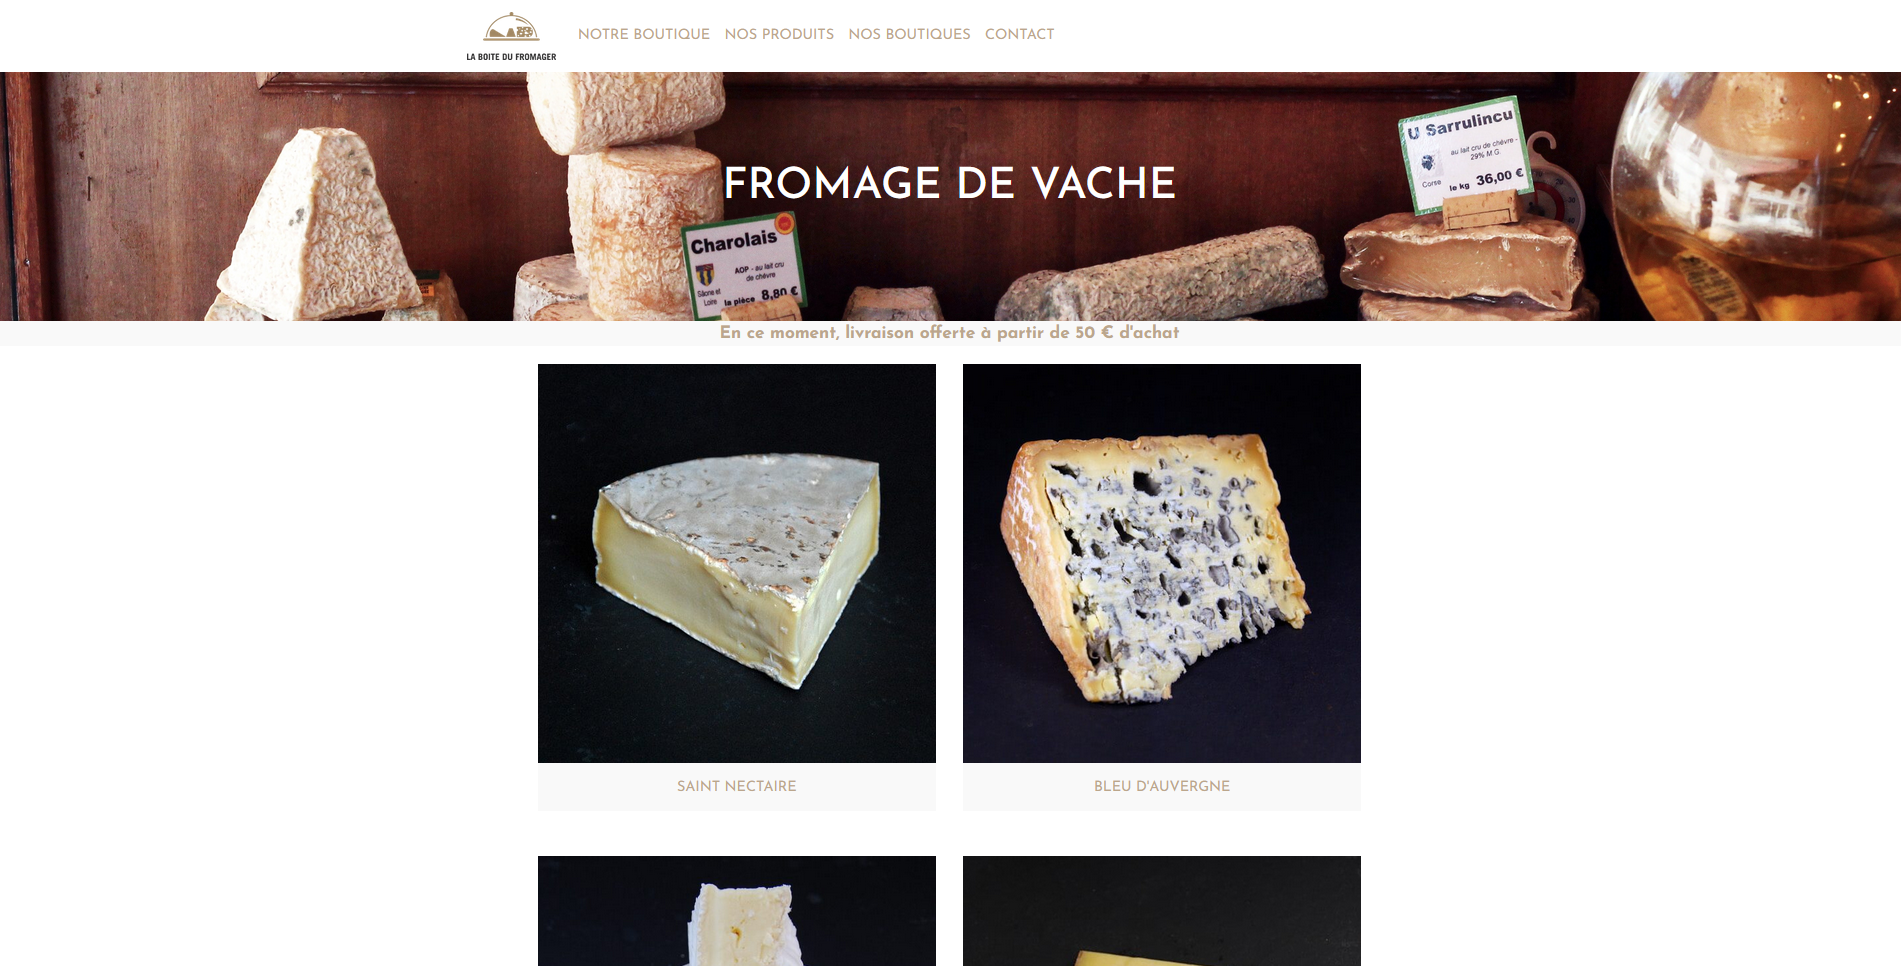 LA BOITE DU FROMAGER
NOTRE BOUTIQUE NOS PRODUITS NOS BOUTIQUES CONTACT
U Sarrulincu
au lait cru de chèvre -
29% M.G.
Corse le kg 36,00 €
FROMAGE DE VACHE
Charolais
AOP - au lait cru
de chèvre
Saône et
Loire la pièce 8,80 €
En ce moment, livraison offerte à partir de 50 € d'achat
SAINT NECTAIRE
BLEU D'AUVERGNE